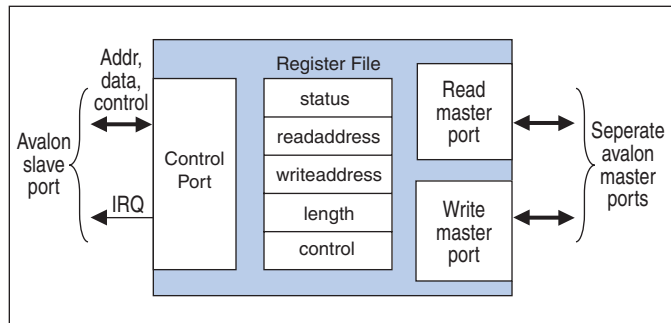 Addr,
data,
control
Avalon
slave
port
IRQ
Control
Port
Register File
status
readaddress
writeaddress
length
control
Read
master
port
Write
master
port
Seperate
avalon
master
ports